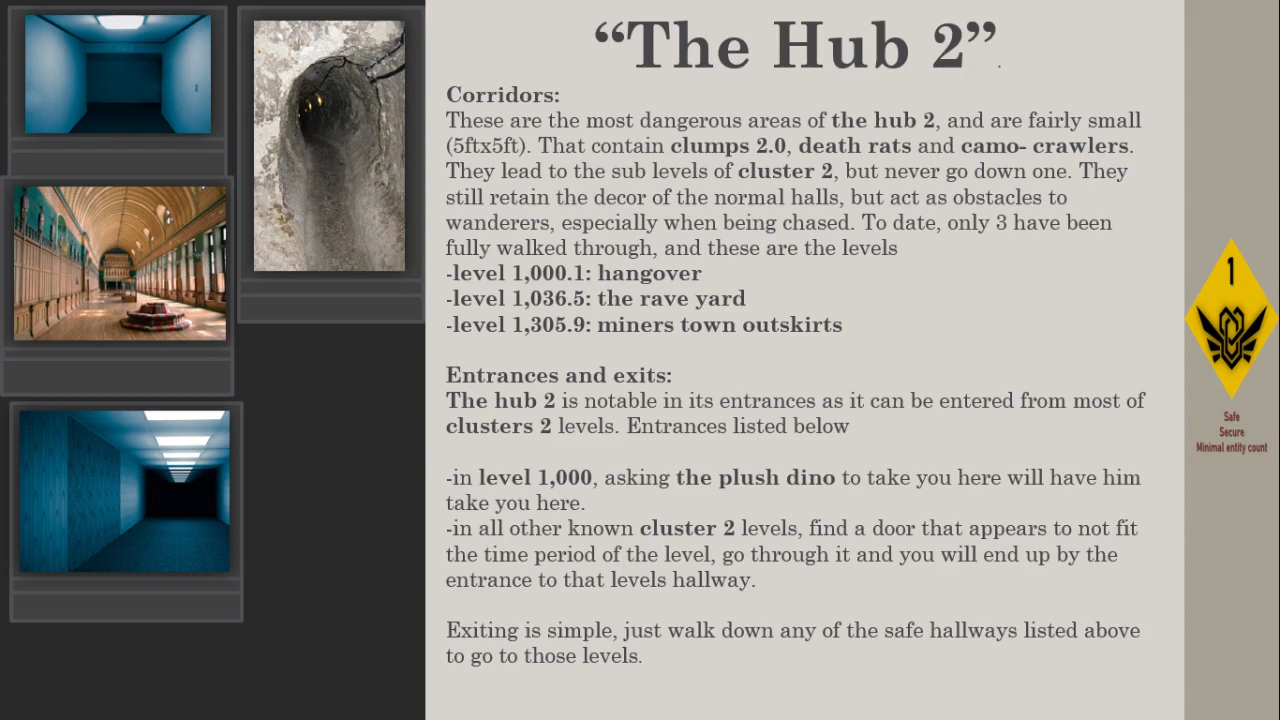 “The Hub 2”.
Corridors:
These are the most dangerous areas of the hub 2, and are fairly small
(5ftx5ft). That contain clumps 2.0, death rats and camo- crawlers.
They lead to the sub levels of cluster 2, but never go down one. They
still retain the decor of the normal halls, but act as obstacles to
wanderers, especially when being chased. To date, only 3 have been
fully walked through, and these are the levels
-level 1,000.1: hangover
-level 1,036.5: the rave yard
-level 1,305.9: miners town outskirts
Entrances and exits:
The hub 2 is notable in its entrances as it can be entered from most of
clusters 2 levels. Entrances listed below
-in level 1,000, asking the plush dino to take you here will have him
take you here.
-in all other known cluster 2 levels, find a door that appears to not fit
the time period of the level, go through it and you will end up by the
entrance to that levels hallway.
Exiting is simple, just walk down any of the safe hallways listed above
to go to those levels.
1
Safe
Secure
Minimal entity count